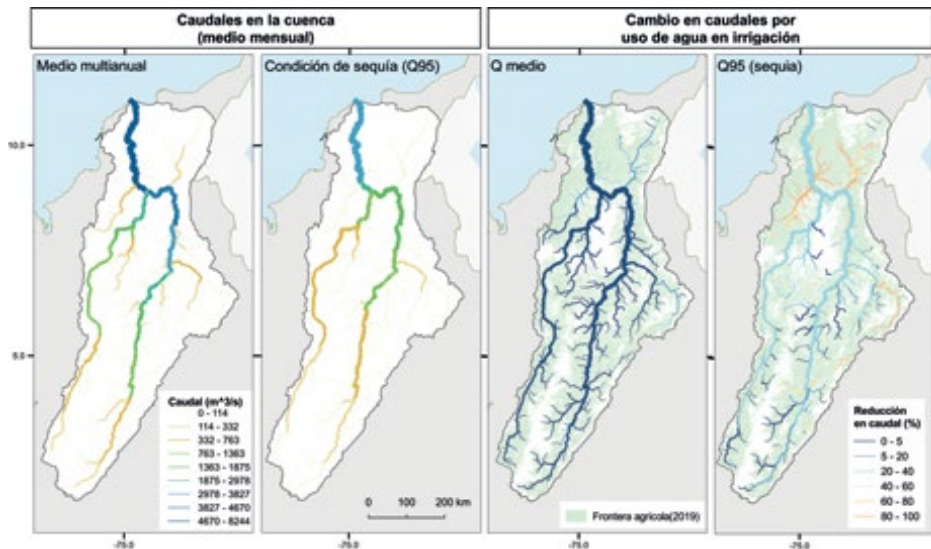 Caudales en la cuenca
(medio mensual)
Cambio en caudales por
uso de agua en irrigación
Medio multianual
Condición de sequía (Q95)
Q medio
Q95 (sequia)
10.0
5.0
Caudal (m^3/s)
0 - 114
114 - 332
332 - 763
763 - 1363
1363 - 1875
1875 - 2978
2978 - 3827
3827 - 4670
4670 - 8244
0 100 200 km
Frontera agrícola(2019)
Reducción
en caudal (%)
0 - 5
5 - 20
20 - 40
40 - 60
60 - 80
80 - 100
-75.0
-75.0
-75.0
-75.0